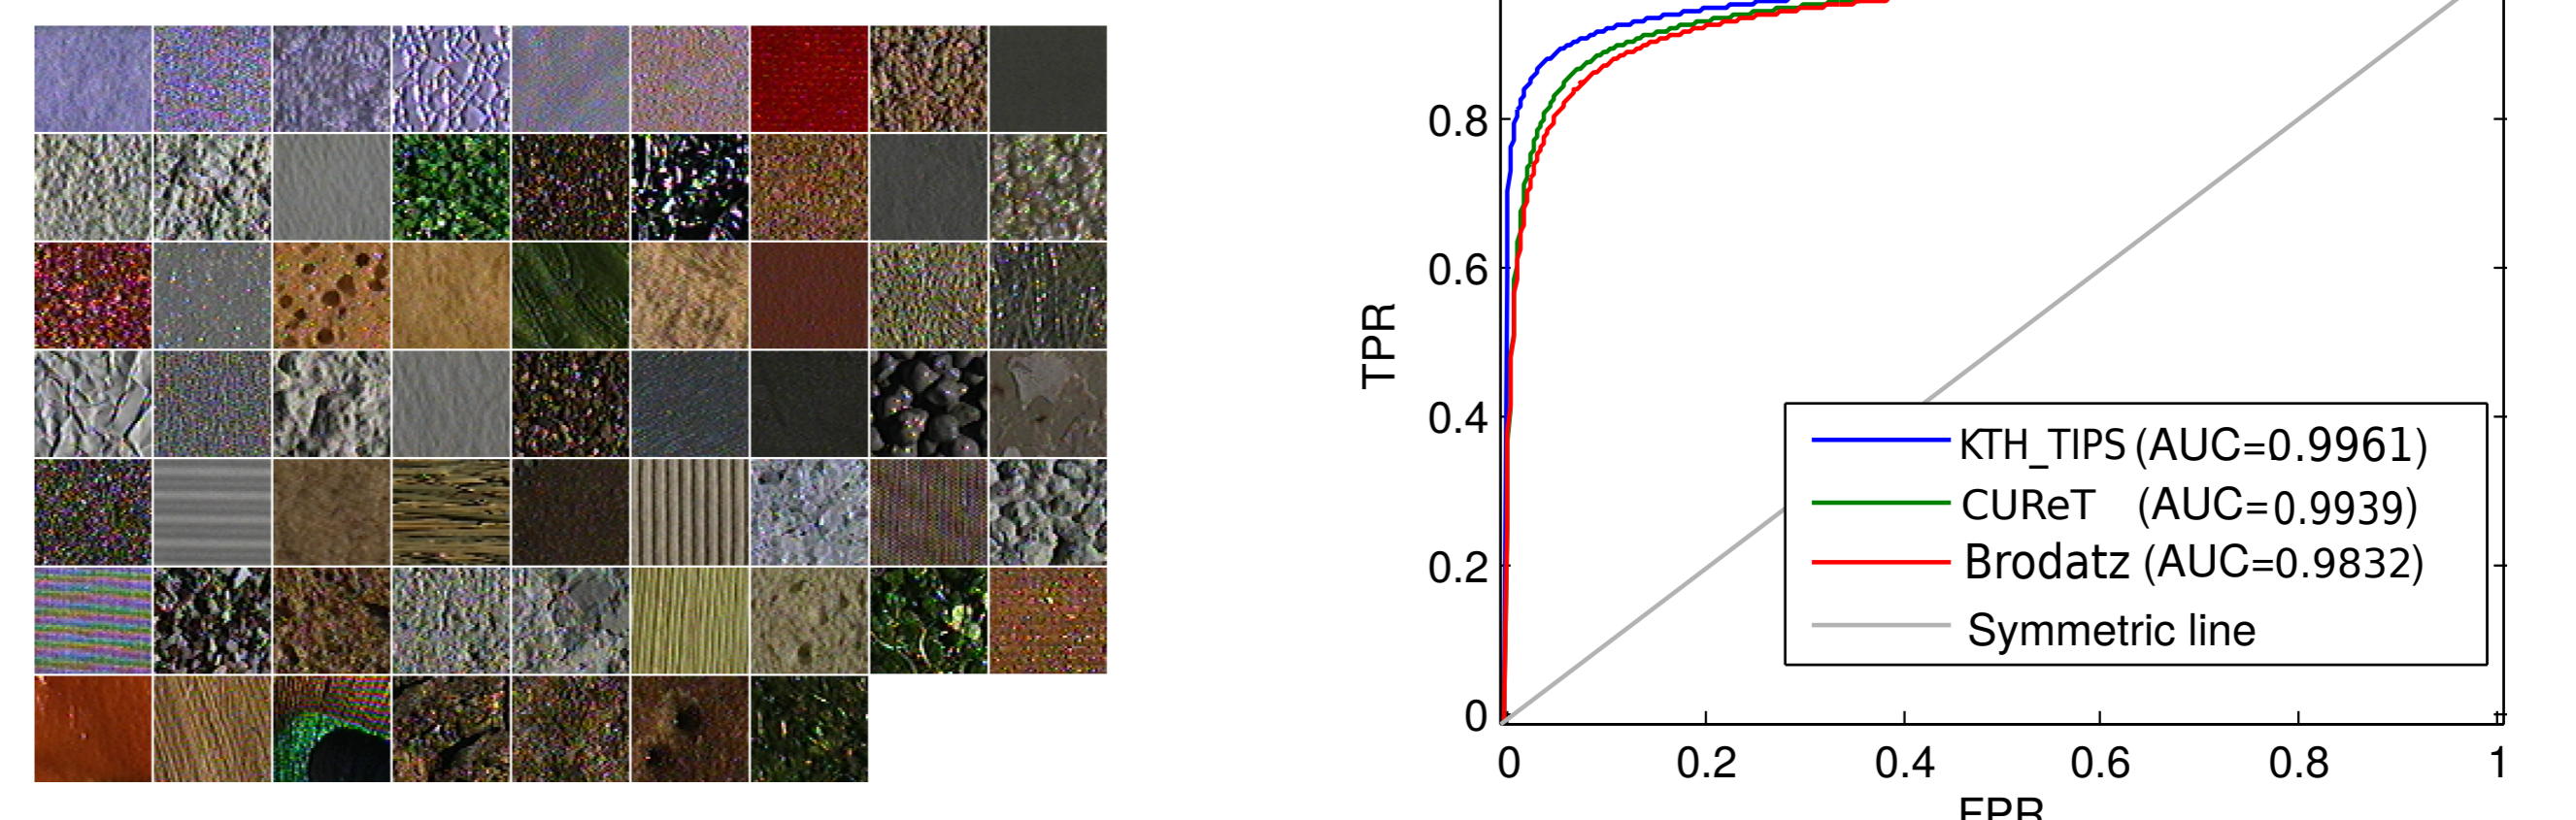 0.8
0.6
0.4
0.2
0
TPR
KTH_TIPS (AUC=0.9961)
CUReT (AUC=0.9939)
Brodatz (AUC=0.9832)
Symmetric line
0 0.2 0.4 0.6 0.8 1
FPR